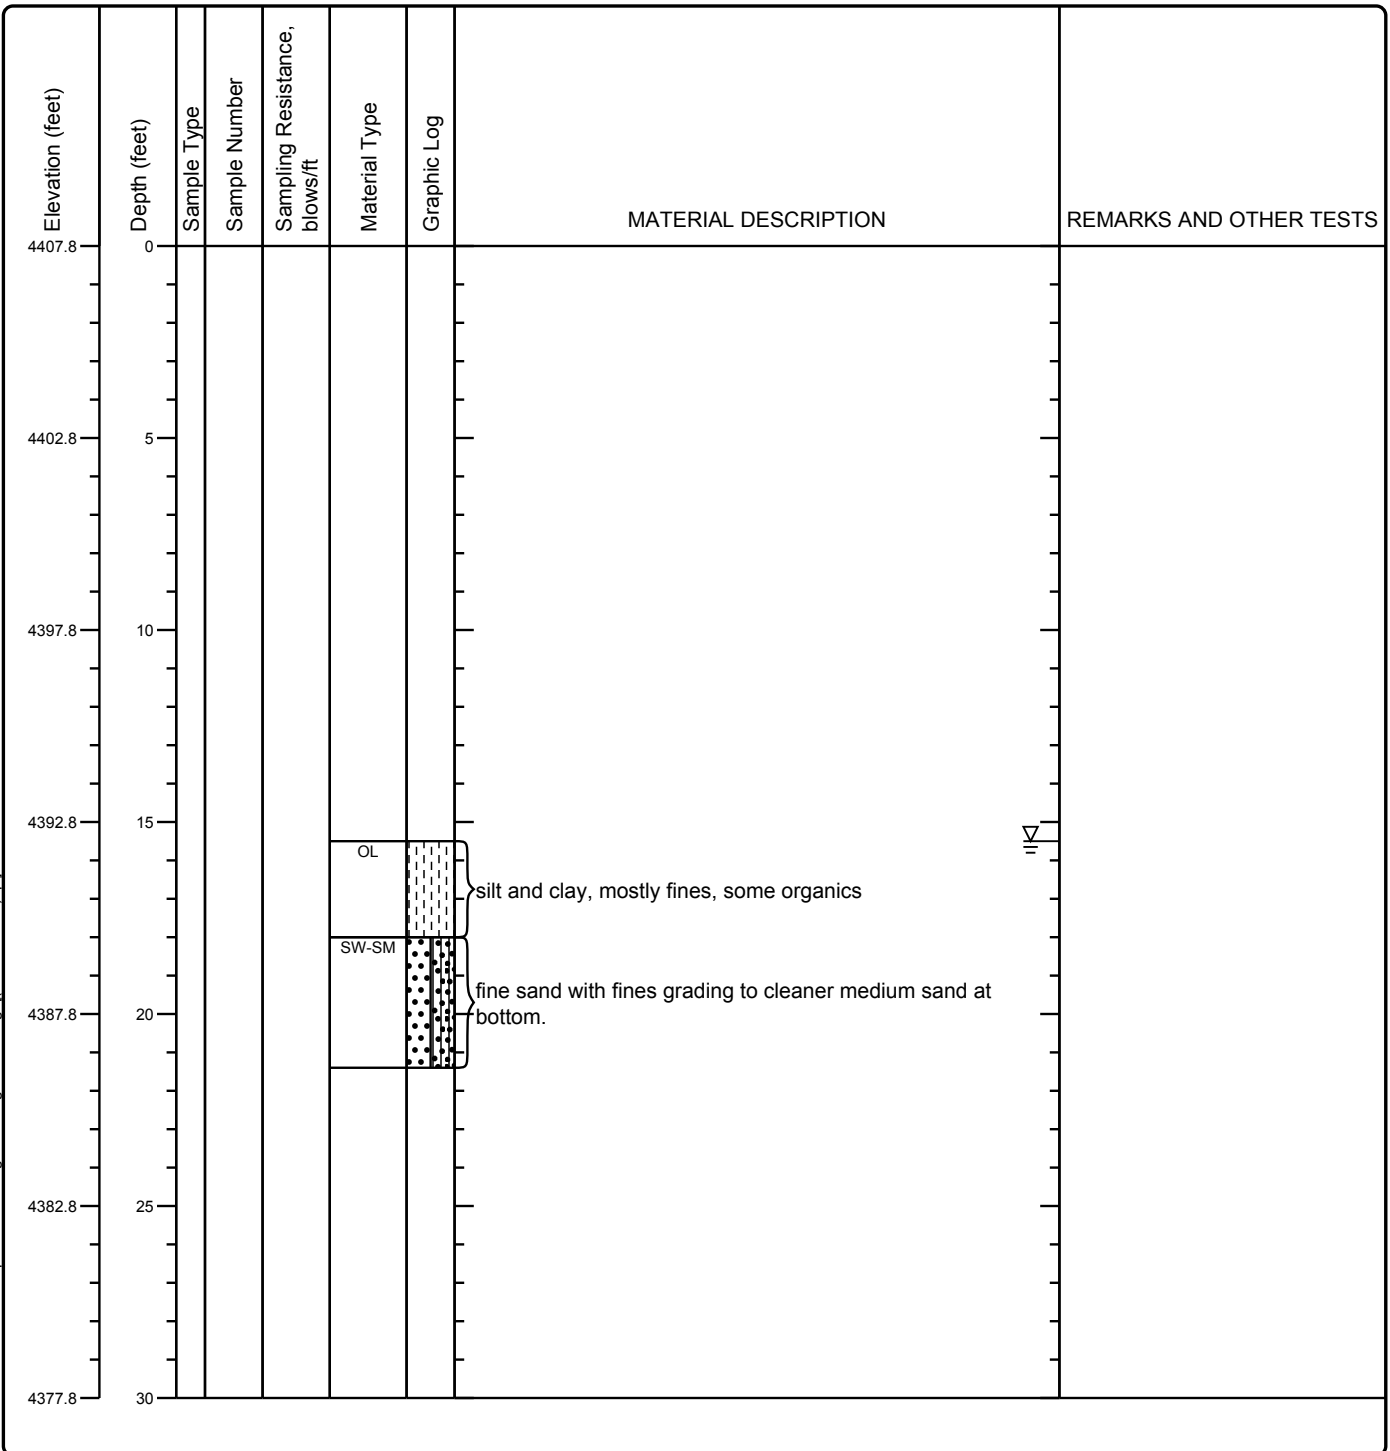 Elevation (feet)
Depth (feet)
Sample Type
Sample Number
Sampling Resistance,
blows/ft
Material Type
Graphic Log
MATERIAL DESCRIPTION
REMARKS AND OTHER TESTS
4407.8
0
4402.8
5
4397.8
10
4392.8
15
OL
silt and clay, mostly fines, some organics
SW-SM
fine sand with fines grading to cleaner medium sand at
bottom.
4387.8
20
4382.8
25
4377.8
30